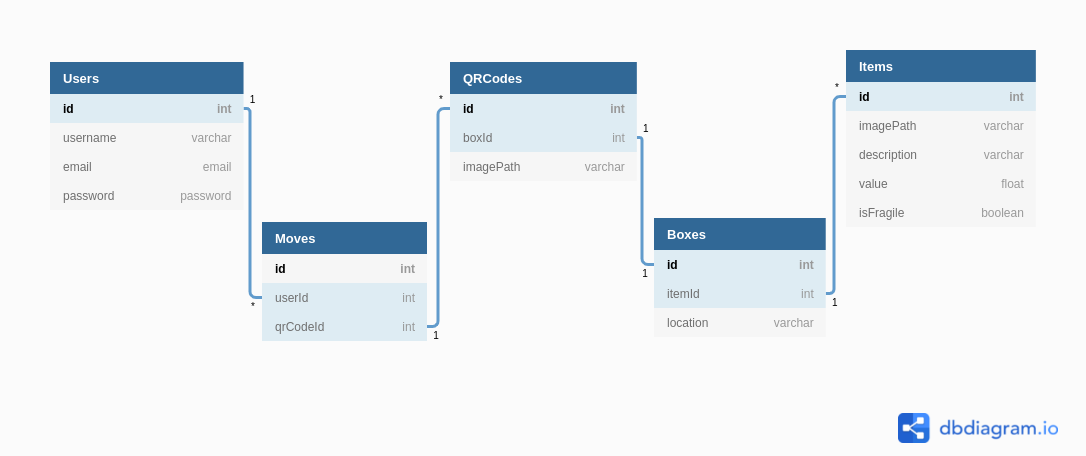 Users
id int
username varchar
email email
password password
1
*
Moves
id int
userId int
qrCodeId int
1
*
QRCodes
id int
boxId int
imagePath varchar
1
1
Boxes
id int
itemId int
location varchar
1
*
Items
id int
imagePath varchar
description varchar
value float
isFragile boolean
dbdiagram.io